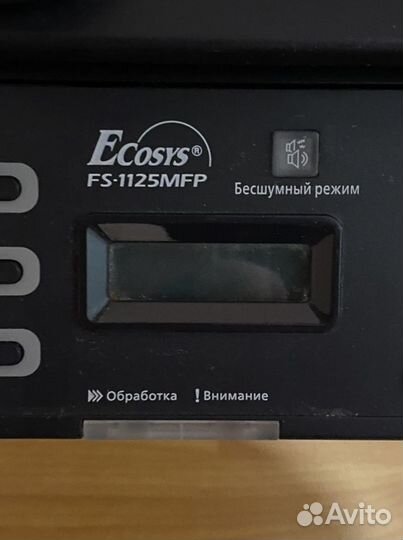 ECOSYS®
FS-1125MFP
Бесшумный режим
Обработка
! Внимание
Avito